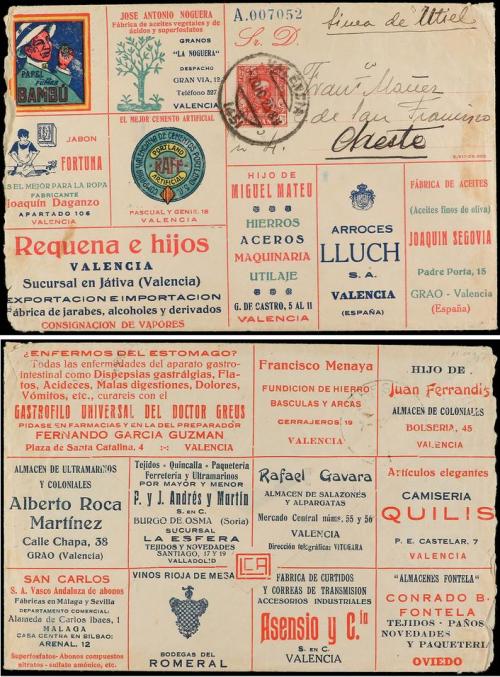 PAPEL
FUMAR
BAMBÚ
JOSE ANTONIO NOGUERA
Fábrica de aceites vegetales y de
ácidos y superfosfatos
GRANOS
"LA NOGUERA"
DESPACHO
GRAN VIA, 12
Teléfono 527
VALENCIA
A.007052
Línea de Utiel
Sr. D.
VALENCIA
Franco Máñez
de San Francisco
Cheste
JABON
FORTUNA
ES EL MEJOR PARA LA ROPA
FABRICANTE
Joaquín Daganzo
APARTADO 106
VALENCIA
EL MEJOR CEMENTO ARTIFICIAL
PORTLAND
RAFF
ARTIFICIAL
PASCUAL Y GENIS. 18
VALENCIA
HIJO DE
MIGUEL MATEU
HIERROS
ACEROS
MAQUINARIA
UTILAJE
G. DE CASTRO, 5 AL 11
VALENCIA
ARROCES
LLUCH
S. A.
VALENCIA
(ESPAÑA)
FÁBRICA DE ACEITES
(Aceites finos de oliva)
JOAQUIN SEGOVIA
Padre Porta, 15
GRAO - Valencia
(España)
Requena e hijos
VALENCIA
Sucursal en Játiva (Valencia)
EXPORTACION E IMPORTACION
fábrica de jarabes, alcoholes y derivados
CONSIGNACION DE VAPORES
¿ENFERMOS DEL ESTOMAGO?
Todas las enfermedades del aparato gastro-
intestinal como Dispepsias gastrálgias, Fla-
tos, Acideces, Malas digestiones, Dolores,
Vómitos, etc., curareis con el
GASTROFILO UNIVERSAL DEL DOCTOR GREUS
PIDASE EN FARMACIAS Y EN LA DEL PREPARADOR
FERNANDO GARCIA GUZMAN
Plaza de Santa Catalina. 4 :-: VALENCIA
Francisco Menaya
FUNDICION DE HIERRO
BASCULAS Y ARCAS
CERRAJEROS 19
VALENCIA
HIJO DE
Juan Ferrandis
ALMACEN DE COLONIALES
BOLSERIA, 45
VALENCIA
ALMACEN DE ULTRAMARINOS
Y COLONIALES
Alberto Roca
Martínez
Calle Chapa, 38
GRAO (Valencia)
Tejidos - Quincalla - Paquetería
Ferretería y Ultramarinos
POR MAYOR Y MENOR
P. y J. Andrés y Martín
S. en C.
BURGO DE OSMA (Soria)
SUCURSAL
LA ESFERA
TEJIDOS Y NOVEDADES
SANTIAGO, 17 Y 19
VALLADOLID
Rafael Gavara
ALMACEN DE SALAZONES
Y ALPARGATAS
Mercado Central núms. 55 y 56
VALENCIA
Dirección telegráfica: VITUGARA
Artículos elegantes
CAMISERIA
QUILIS
P. E. CASTELAR. 7
VALENCIA
SAN CARLOS
S. A. Vasco Andaluza de abonos
Fábricas en Málaga y Sevilla
DEPARTAMENTO COMERCIAL:
Alameda de Carlos Ibaes, 1
MALAGA
CASA CENTRAL EN BILBAO:
ARENAL, 12
Superfosfatos-Abonos compuestos
nitratos - sulfato amónico, etc.
VINOS RIOJA DE MESA
BODEGAS DEL
ROMERAL
FABRICA DE CURTIDOS
Y CORREAS DE TRANSMISION
ACCESORIOS INDUSTRIALES
Asensio y C.ía
S. en C.
VALENCIA
"ALMACENES FONTELA"
CONRADO B.
FONTELA
TEJIDOS - PAÑOS
NOVEDADES
Y PAQUETERIA
OVIEDO